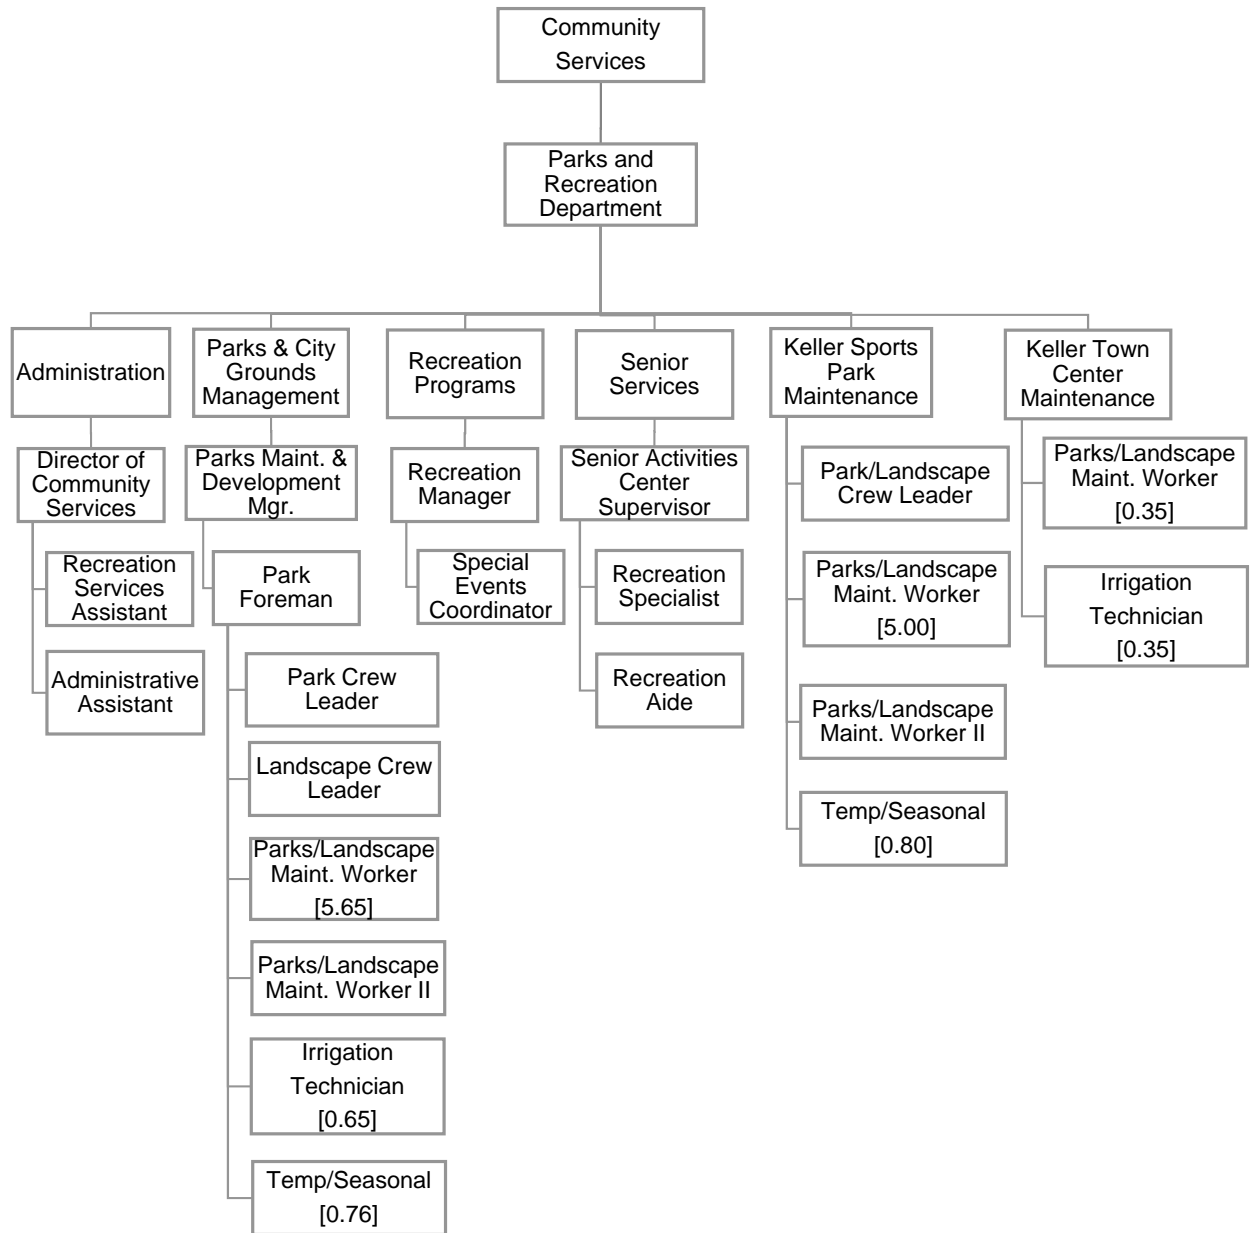 Community
Services
Parks and
Recreation
Department
Administration
Parks & City
Grounds
Management
Recreation
Programs
Senior
Services
Keller Sports
Park
Maintenance
Keller Town
Center
Maintenance
Director of
Community
Services
Recreation
Services
Assistant
Administrative
Assistant
Parks Maint. &
Development
Mgr.
Park
Foreman
Park Crew
Leader
Landscape Crew
Leader
Parks/Landscape
Maint. Worker
[5.65]
Parks/Landscape
Maint. Worker II
Irrigation
Technician
[0.65]
Temp/Seasonal
[0.76]
Recreation
Manager
Special
Events
Coordinator
Senior Activities
Center
Supervisor
Recreation
Specialist
Recreation
Aide
Park/Landscape
Crew Leader
Parks/Landscape
Maint. Worker
[5.00]
Parks/Landscape
Maint. Worker II
Temp/Seasonal
[0.80]
Parks/Landscape
Maint. Worker
[0.35]
Irrigation
Technician
[0.35]